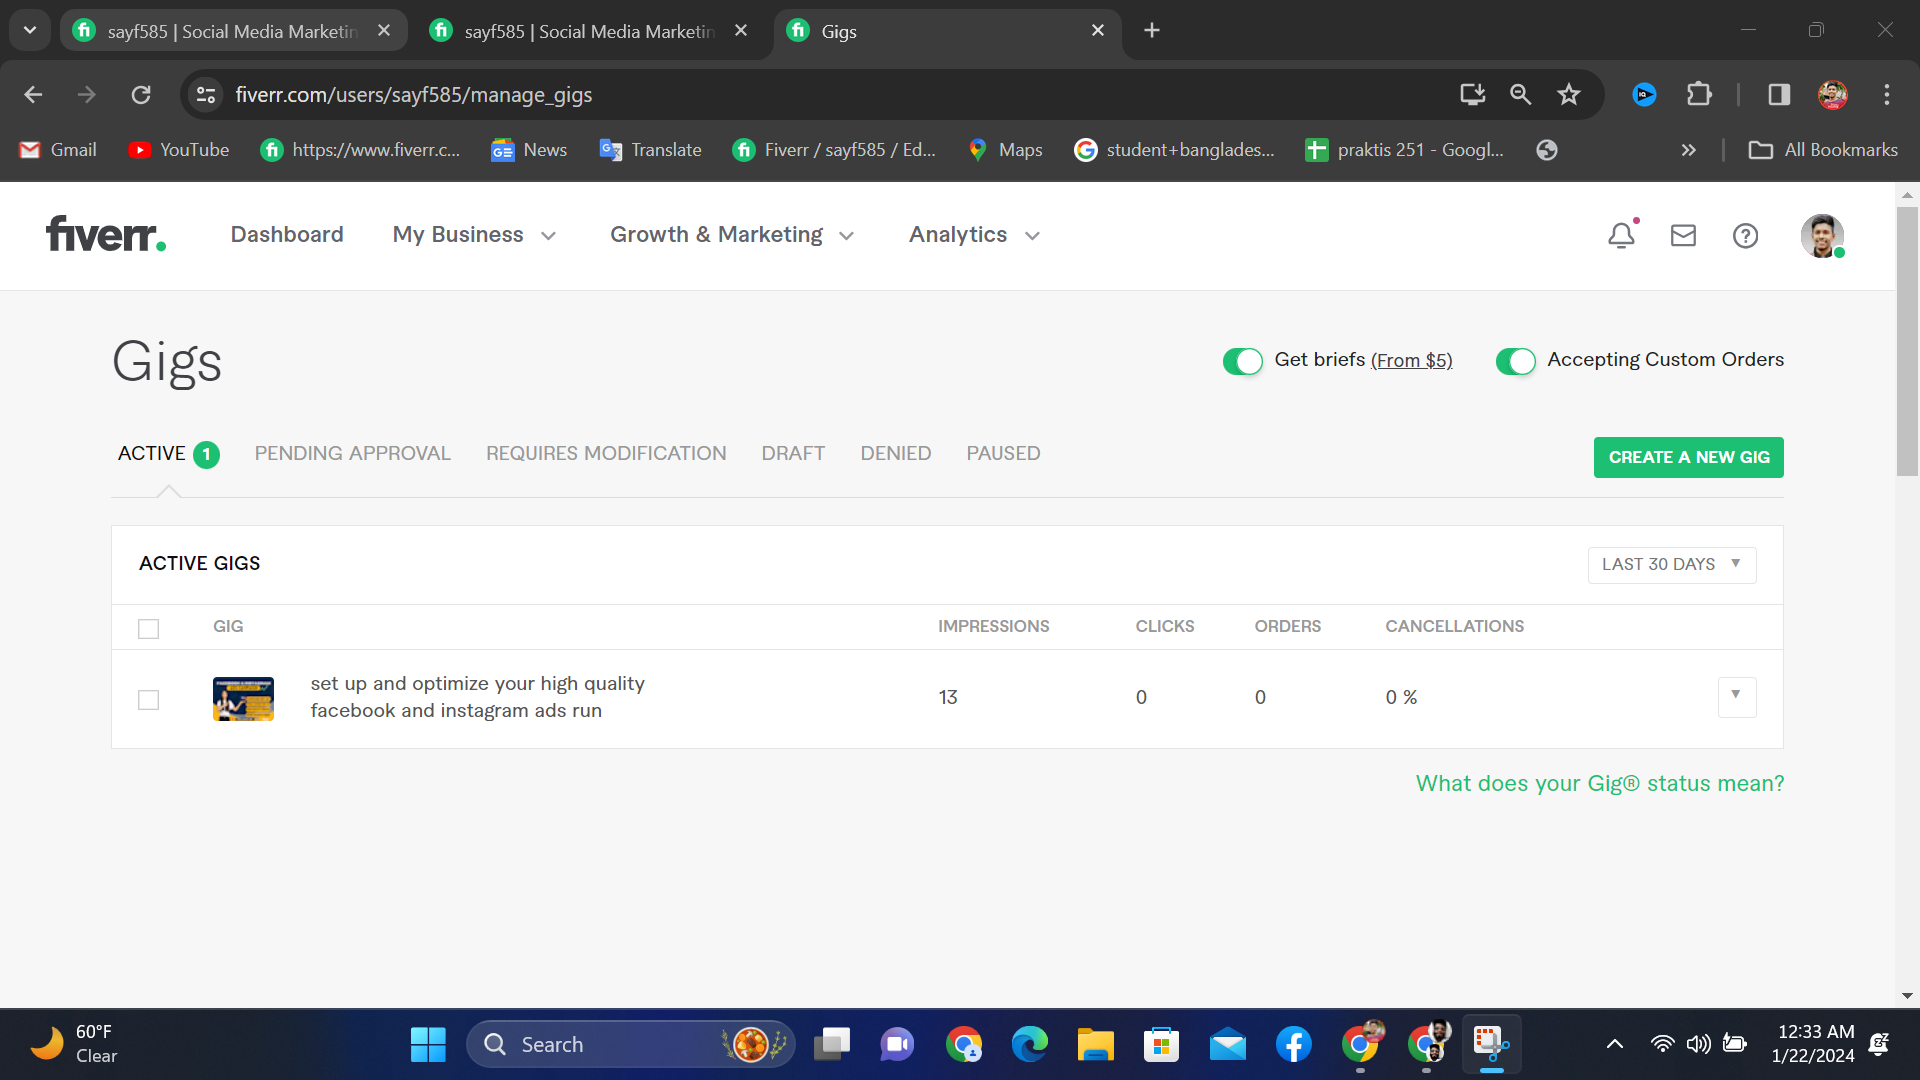 sayf585 | Social Media Marketin
sayf585 | Social Media Marketin
Gigs
fiverr.com/users/sayf585/manage_gigs
Gmail
YouTube
https://www.fiverr.c...
News
Translate
Fiverr / sayf585 / Ed...
Maps
student+banglades...
praktis 251 - Googl...
All Bookmarks
fiverr.
Dashboard
My Business
Growth & Marketing
Analytics
Gigs
Get briefs (From $5)
Accepting Custom Orders
ACTIVE 1
PENDING APPROVAL
REQUIRES MODIFICATION
DRAFT
DENIED
PAUSED
CREATE A NEW GIG
ACTIVE GIGS
LAST 30 DAYS
GIG
IMPRESSIONS
CLICKS
ORDERS
CANCELLATIONS
set up and optimize your high quality
facebook and instagram ads run
13
0
0
0 %
What does your Gig® status mean?
60°F
Clear
Search
12:33 AM
1/22/2024